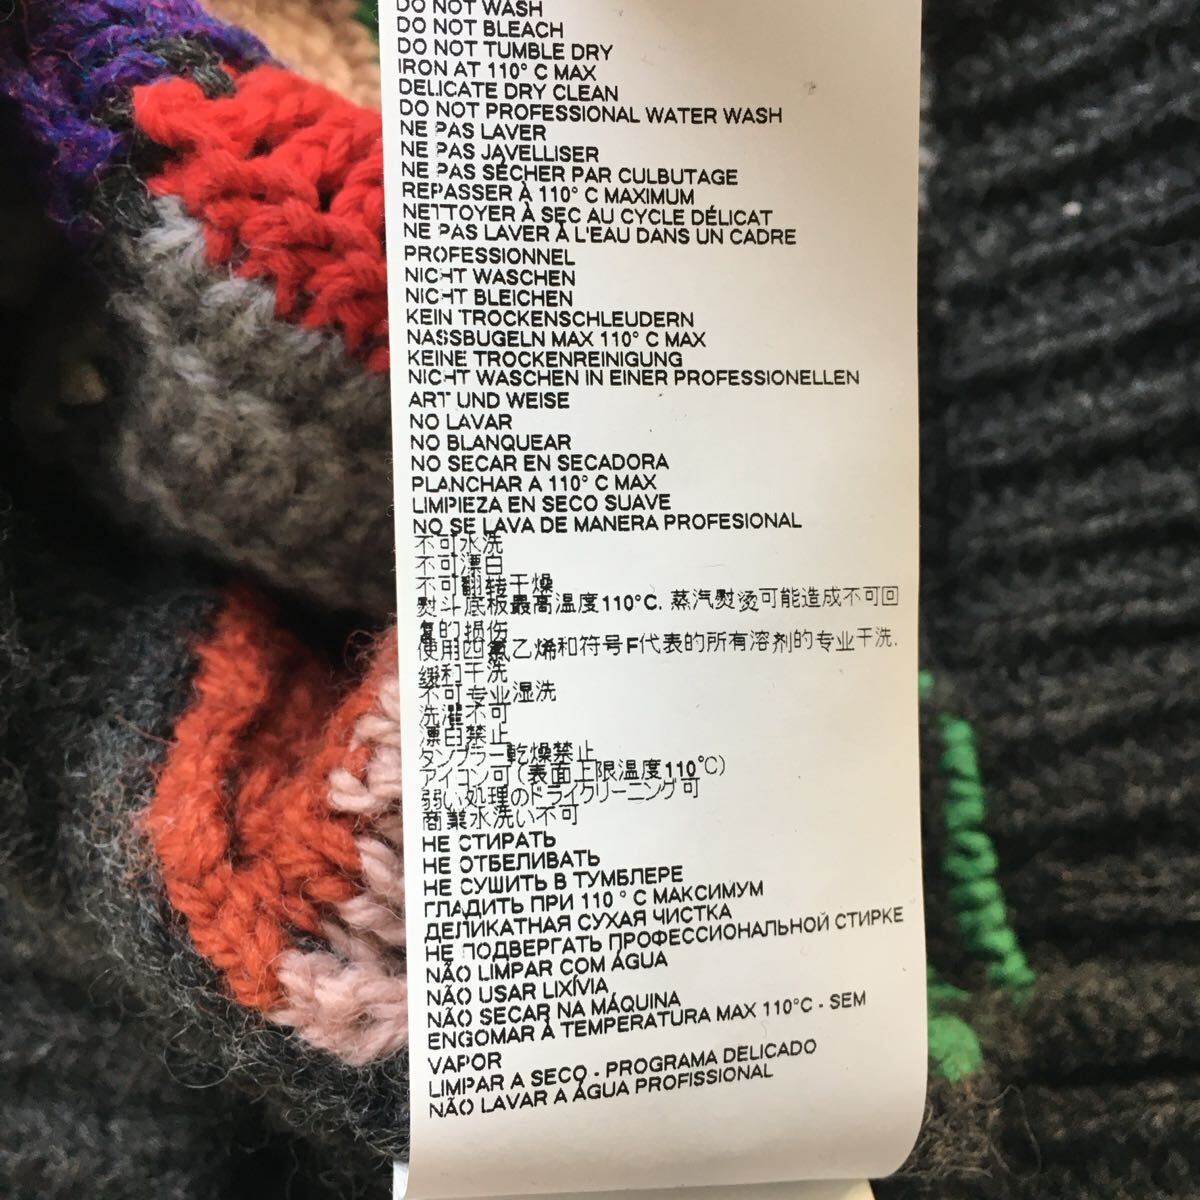 DO NOT WASH
DO NOT BLEACH
DO NOT TUMBLE DRY
IRON AT 110° C MAX
DELICATE DRY CLEAN
DO NOT PROFESSIONAL WATER WASH
NE PAS LAVER
NE PAS JAVELLISER
NE PAS SÉCHER PAR CULBUTAGE
REPASSER À 110° C MAXIMUM
NETTOYER À SEC AU CYCLE DÉLICAT
NE PAS LAVER À L'EAU DANS UN CADRE
PROFESSIONNEL
NICHT WASCHEN
NICHT BLEICHEN
KEIN TROCKENSCHLEUDERN
NASSBUGELN MAX 110° C MAX
KEINE TROCKENREINIGUNG
NICHT WASCHEN IN EINER PROFESSIONELLEN
ART UND WEISE
NO LAVAR
NO BLANQUEAR
NO SECAR EN SECADORA
PLANCHAR A 110° C MAX
LIMPIEZA EN SECO SUAVE
NO SE LAVA DE MANERA PROFESIONAL
不可水洗
不可漂白
不可翻转干燥
熨斗底板最高温度110°C. 蒸汽熨烫可能造成不可回
复的损伤
使用四氯乙烯和符号F代表的所有溶剂的专业干洗.
缓和干洗
不可专业湿洗
洗濯不可
漂白禁止
タンブラー乾燥禁止
アイコン可(表面上限温度110℃)
弱い処理のドライクリーニング可
商業水洗い不可
НЕ СТИРАТЬ
НЕ ОТБЕЛИВАТЬ
НЕ СУШИТЬ В ТУМБЛЕРЕ
ГЛАДИТЬ ПРИ 110 ° C МАКСИМУМ
ДЕЛИКАТНАЯ СУХАЯ ЧИСТКА
НЕ ПОДВЕРГАТЬ ПРОФЕССИОНАЛЬНОЙ СТИРКЕ
NÃO LIMPAR COM ÁGUA
NÃO USAR LIXÍVIA
NÃO SECAR NA MÁQUINA
ENGOMAR À TEMPERATURA MAX 110°C - SEM
VAPOR
LIMPAR A SECO - PROGRAMA DELICADO
NÃO LAVAR A ÁGUA PROFISSIONAL